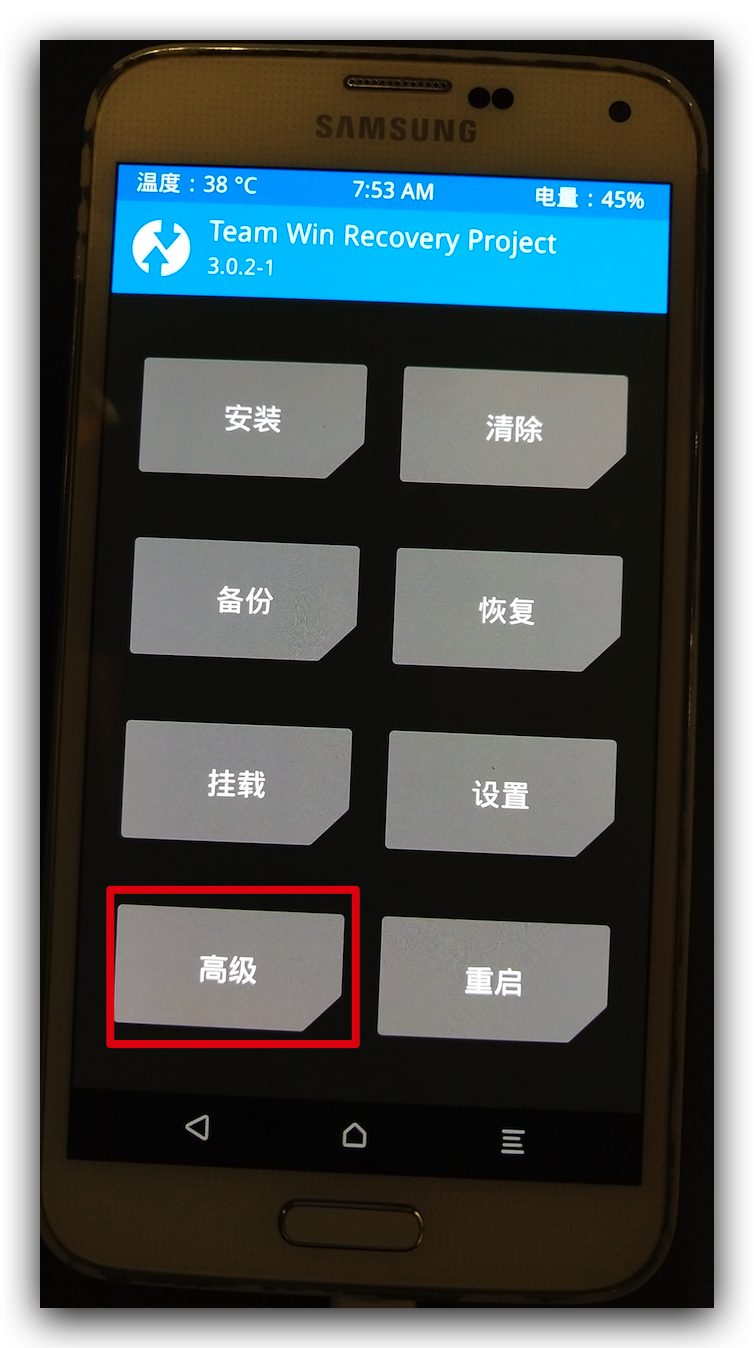 SAMSUNG
温度：38 °C 7:53 AM 电量：45%
Team Win Recovery Project
3.0.2-1
安装 清除
备份 恢复
挂载 设置
高级 重启